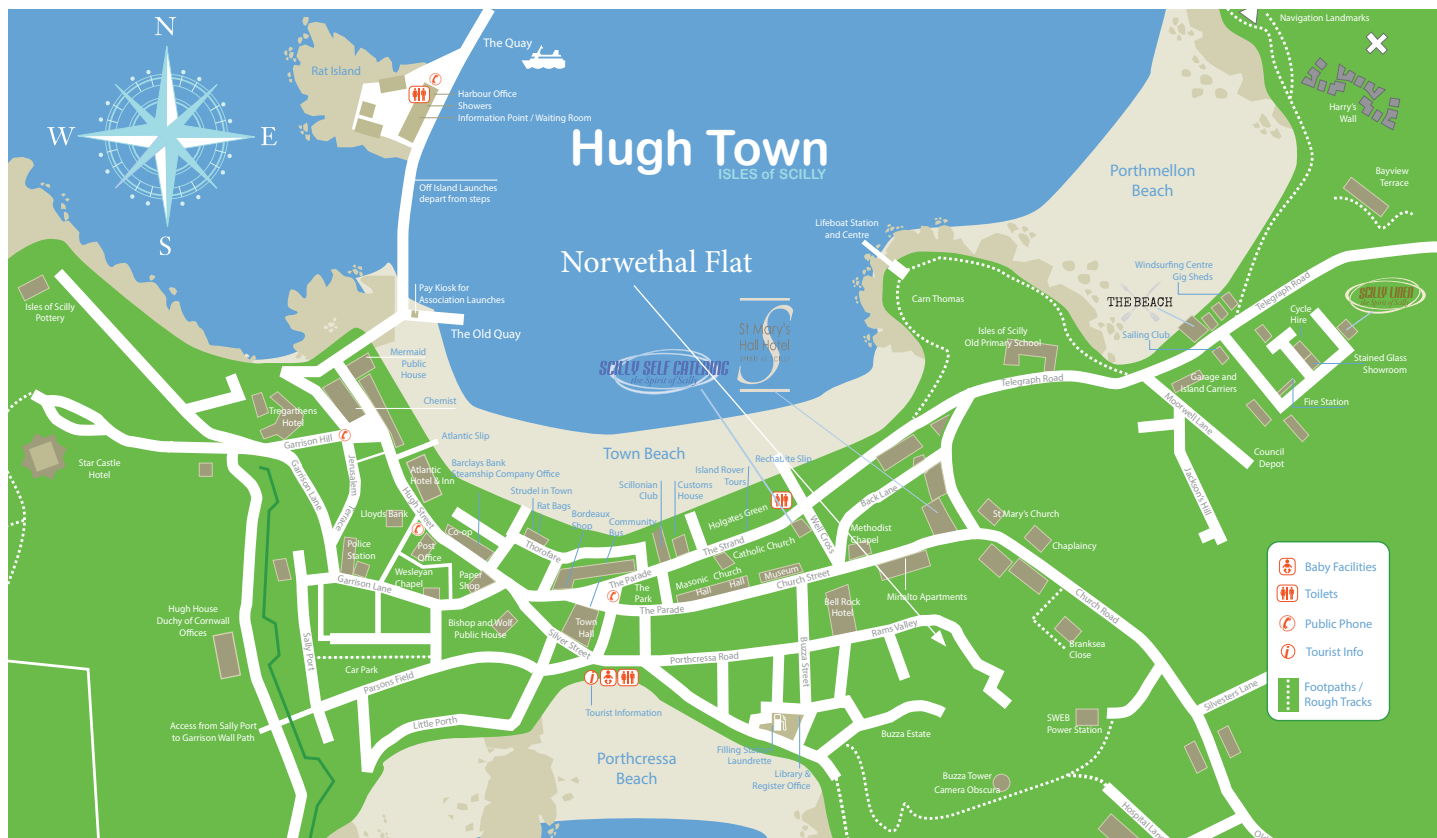 N
W
E
S
Rat Island
The Quay
Harbour Office
Showers
Information Point / Waiting Room
Hugh Town
ISLES of SCILLY
Off Island Launches
depart from steps
Norwethal Flat
Pay Kiosk for
Association Launches
The Old Quay
Isles of Scilly
Pottery
Mermaid
Public
House
Chemist
Tregarthens
Hotel
Garrison Hill
Star Castle
Hotel
Atlantic Slip
Atlantic
Hotel & Inn
Barclays Bank
Steamship Company Office
Strudel in Town
Rat Bags
Bordeaux
Shop
Community
Bus
Town Beach
Scillonian
Club
Customs
House
Island Rover
Tours
Rechabite Slip
SCILLY SELF CATERING
the Spirit of Scilly
St Mary's
Hall Hotel
Lifeboat Station
and Centre
Carn Thomas
Isles of Scilly
Old Primary School
Porthmellon
Beach
Navigation Landmarks
Harry's
Wall
Bayview
Terrace
Windsurfing Centre
Gig Sheds
THE BEACH
Sailing Club
Telegraph Road
Telegraph Road
Cycle
Hire
SCILLY LINEN
the Spirit of Scilly
Stained Glass
Showroom
Fire Station
Garage and
Island Carriers
Moorwell Lane
Council
Depot
Jackson's Hill
Garrison Lane
Jerusalem
Terrace
Hugh Street
Lloyds Bank
Police
Station
Post
Office
Co-op
Wesleyan
Chapel
Paper
Shop
Garrison Lane
Thorofare
The Parade
The
Park
The Parade
The Strand
Holgates Green
Catholic Church
Masonic
Hall
Church
Hall
Museum
Church Street
Well Cross
Back Lane
Methodist
Chapel
St Mary's Church
Chaplaincy
Church Road
Minalto Apartments
Bell Rock
Hotel
Rams Valley
Branksea
Close
Hugh House
Duchy of Cornwall
Offices
Sally Port
Car Park
Parsons Field
Bishop and Wolf
Public House
Silver Street
Town
Hall
Porthcressa Road
Buzza Street
Little Porth
Access from Sally Port
to Garrison Wall Path
Tourist Information
Porthcressa
Beach
Filling Station
Laundrette
Library &
Register Office
Buzza Estate
Buzza Tower
Camera Obscura
SWEB
Power Station
Silvesters Lane
Hospital Lane
Baby Facilities
Toilets
Public Phone
Tourist Info
Footpaths /
Rough Tracks